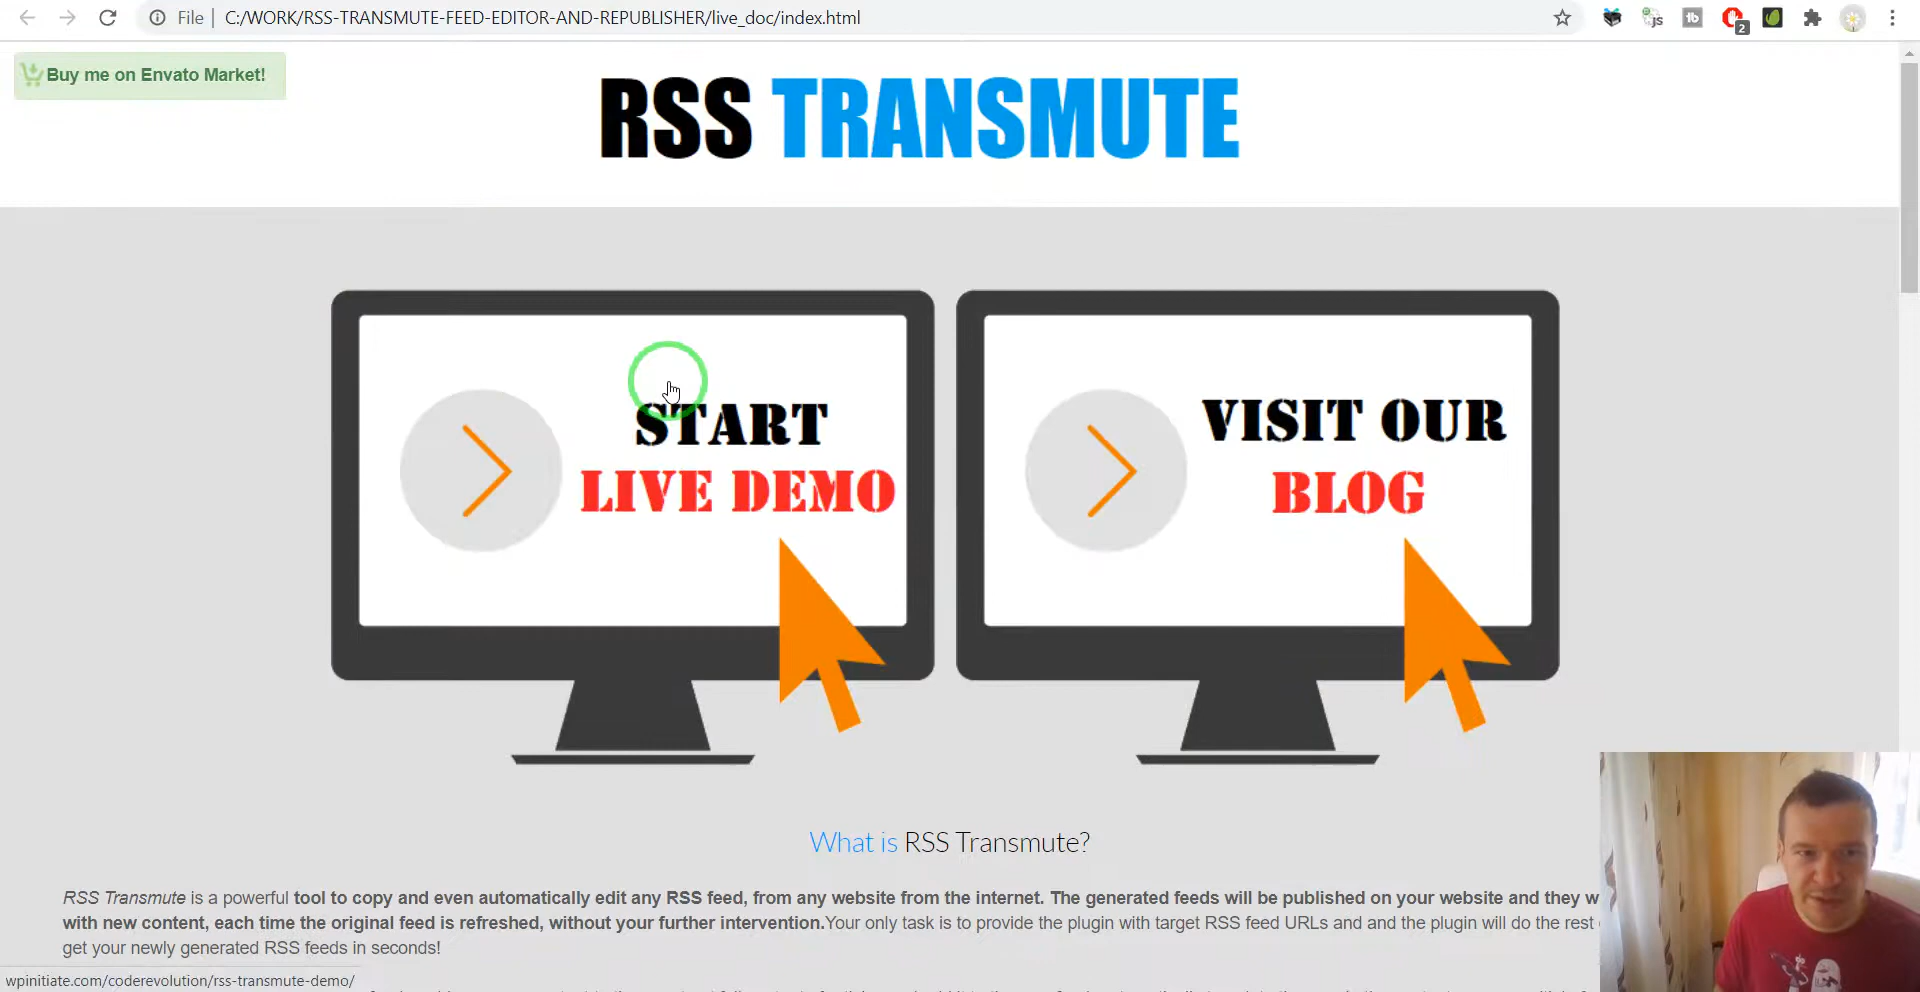 File C:/WORK/RSS-TRANSMUTE-FEED-EDITOR-AND-REPUBLISHER/live_doc/index.html
2
Buy me on Envato Market!
RSS TRANSMUTE
START
LIVE DEMO
VISIT OUR
BLOG
What is RSS Transmute?
RSS Transmute is a powerful tool to copy and even automatically edit any RSS feed, from any website from the internet. The generated feeds will be published on your website and they w
with new content, each time the original feed is refreshed, without your further intervention.Your only task is to provide the plugin with target RSS feed URLs and and the plugin will do the rest
get your newly generated RSS feeds in seconds!
wpinitiate.com/coderevolution/rss-transmute-demo/